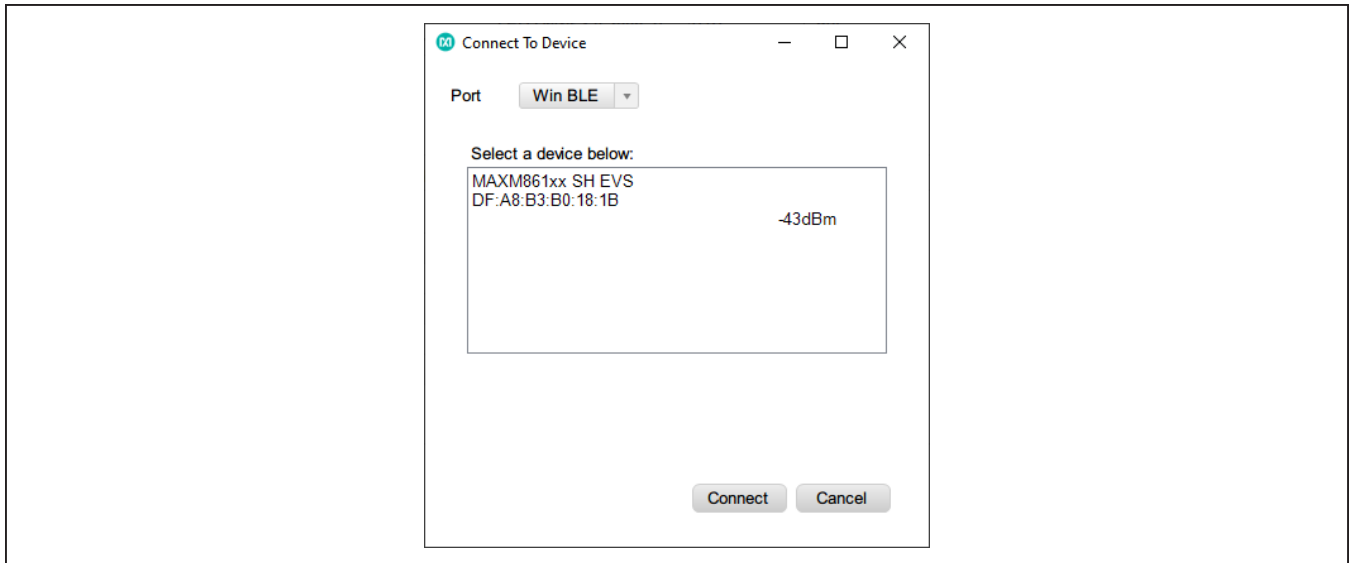 Connect To Device
Port Win BLE
Select a device below:
MAXM861xx SH EVS
DF:A8:B3:B0:18:1B
-43dBm
Connect Cancel